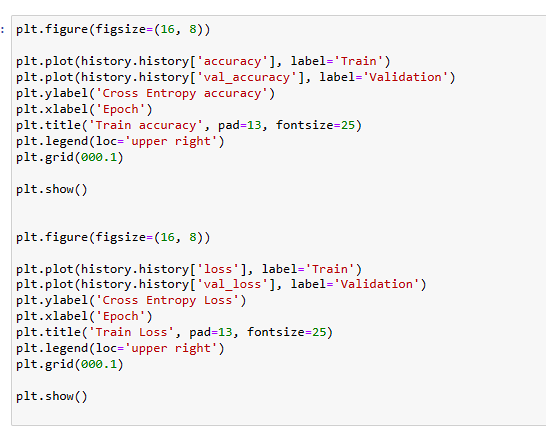 :
plt.figure(figsize=(16, 8))
plt.plot(history.history['accuracy'], label='Train')
plt.plot(history.history['val_accuracy'], label='Validation')
plt.ylabel('Cross Entropy accuracy')
plt.xlabel('Epoch')
plt.title('Train accuracy', pad=13, fontsize=25)
plt.legend(loc='upper right')
plt.grid(000.1)
plt.show()
plt.figure(figsize=(16, 8))
plt.plot(history.history['loss'], label='Train')
plt.plot(history.history['val_loss'], label='Validation')
plt.ylabel('Cross Entropy Loss')
plt.xlabel('Epoch')
plt.title('Train Loss', pad=13, fontsize=25)
plt.legend(loc='upper right')
plt.grid(000.1)
plt.show()